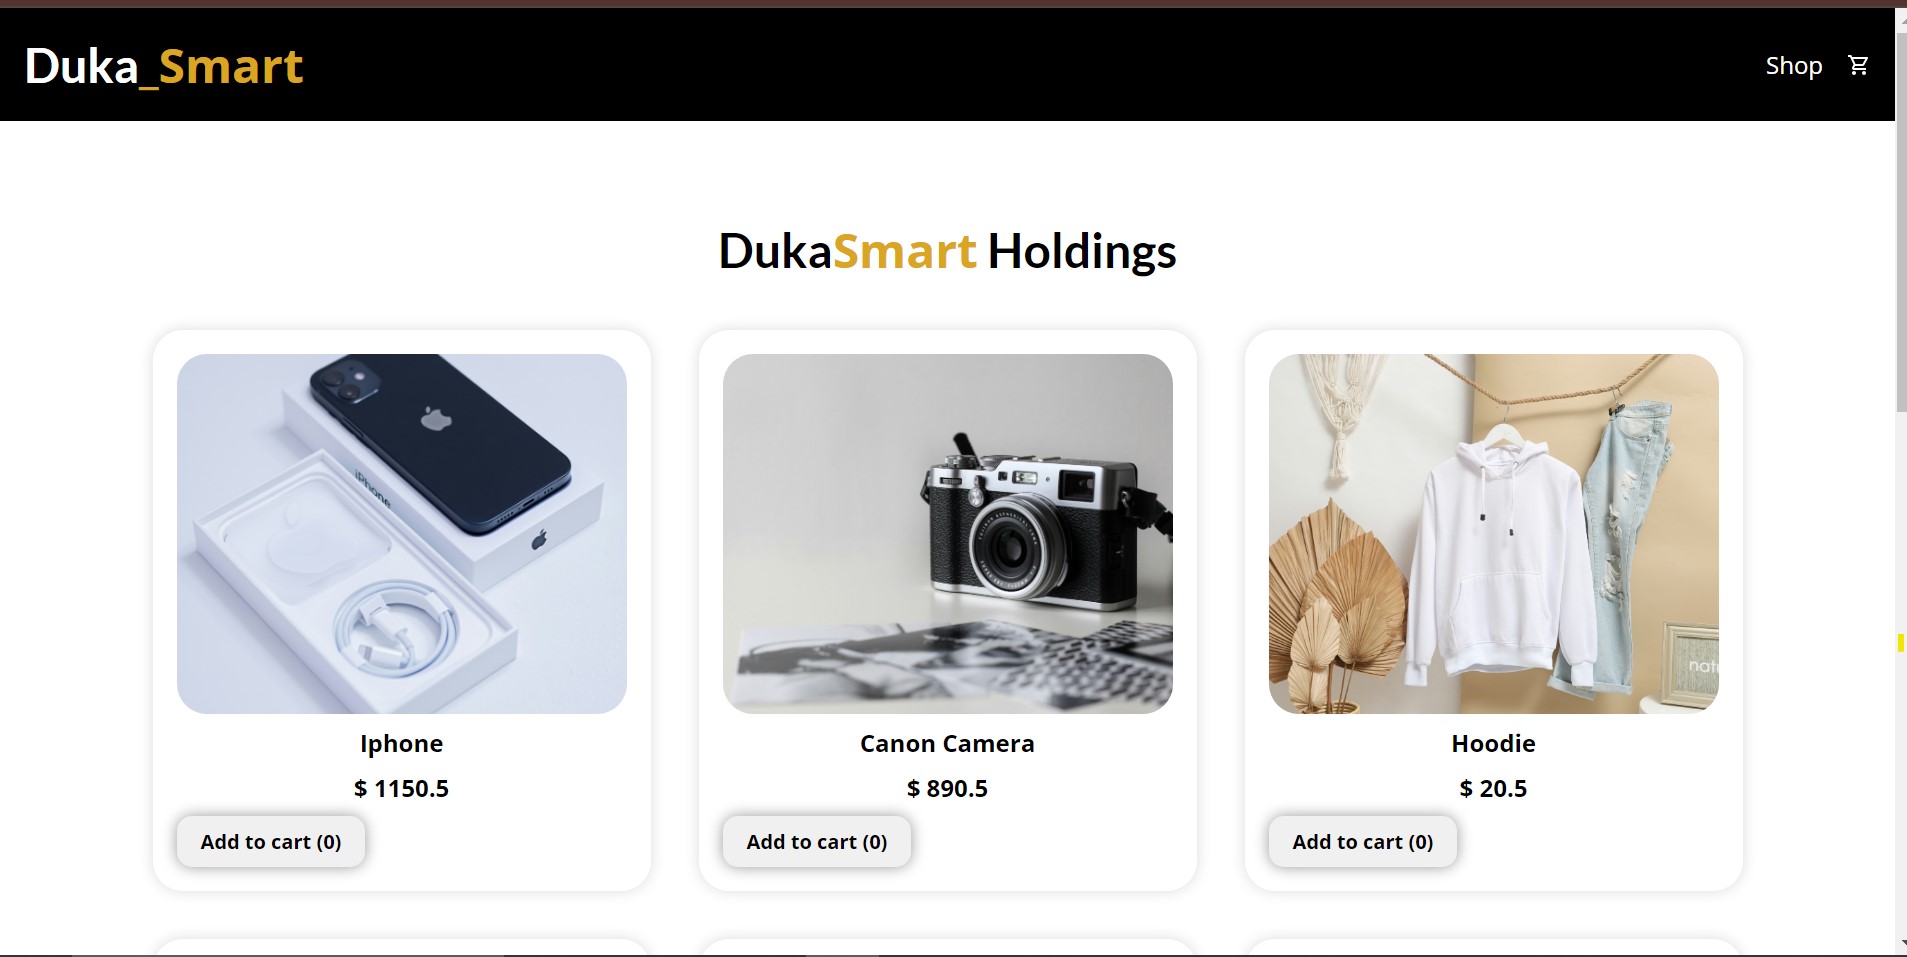 Duka_Smart
Shop
DukaSmart Holdings
iPhone
Iphone
$ 1150.5
Add to cart (0)
Canon Camera
$ 890.5
Add to cart (0)
Hoodie
$ 20.5
Add to cart (0)